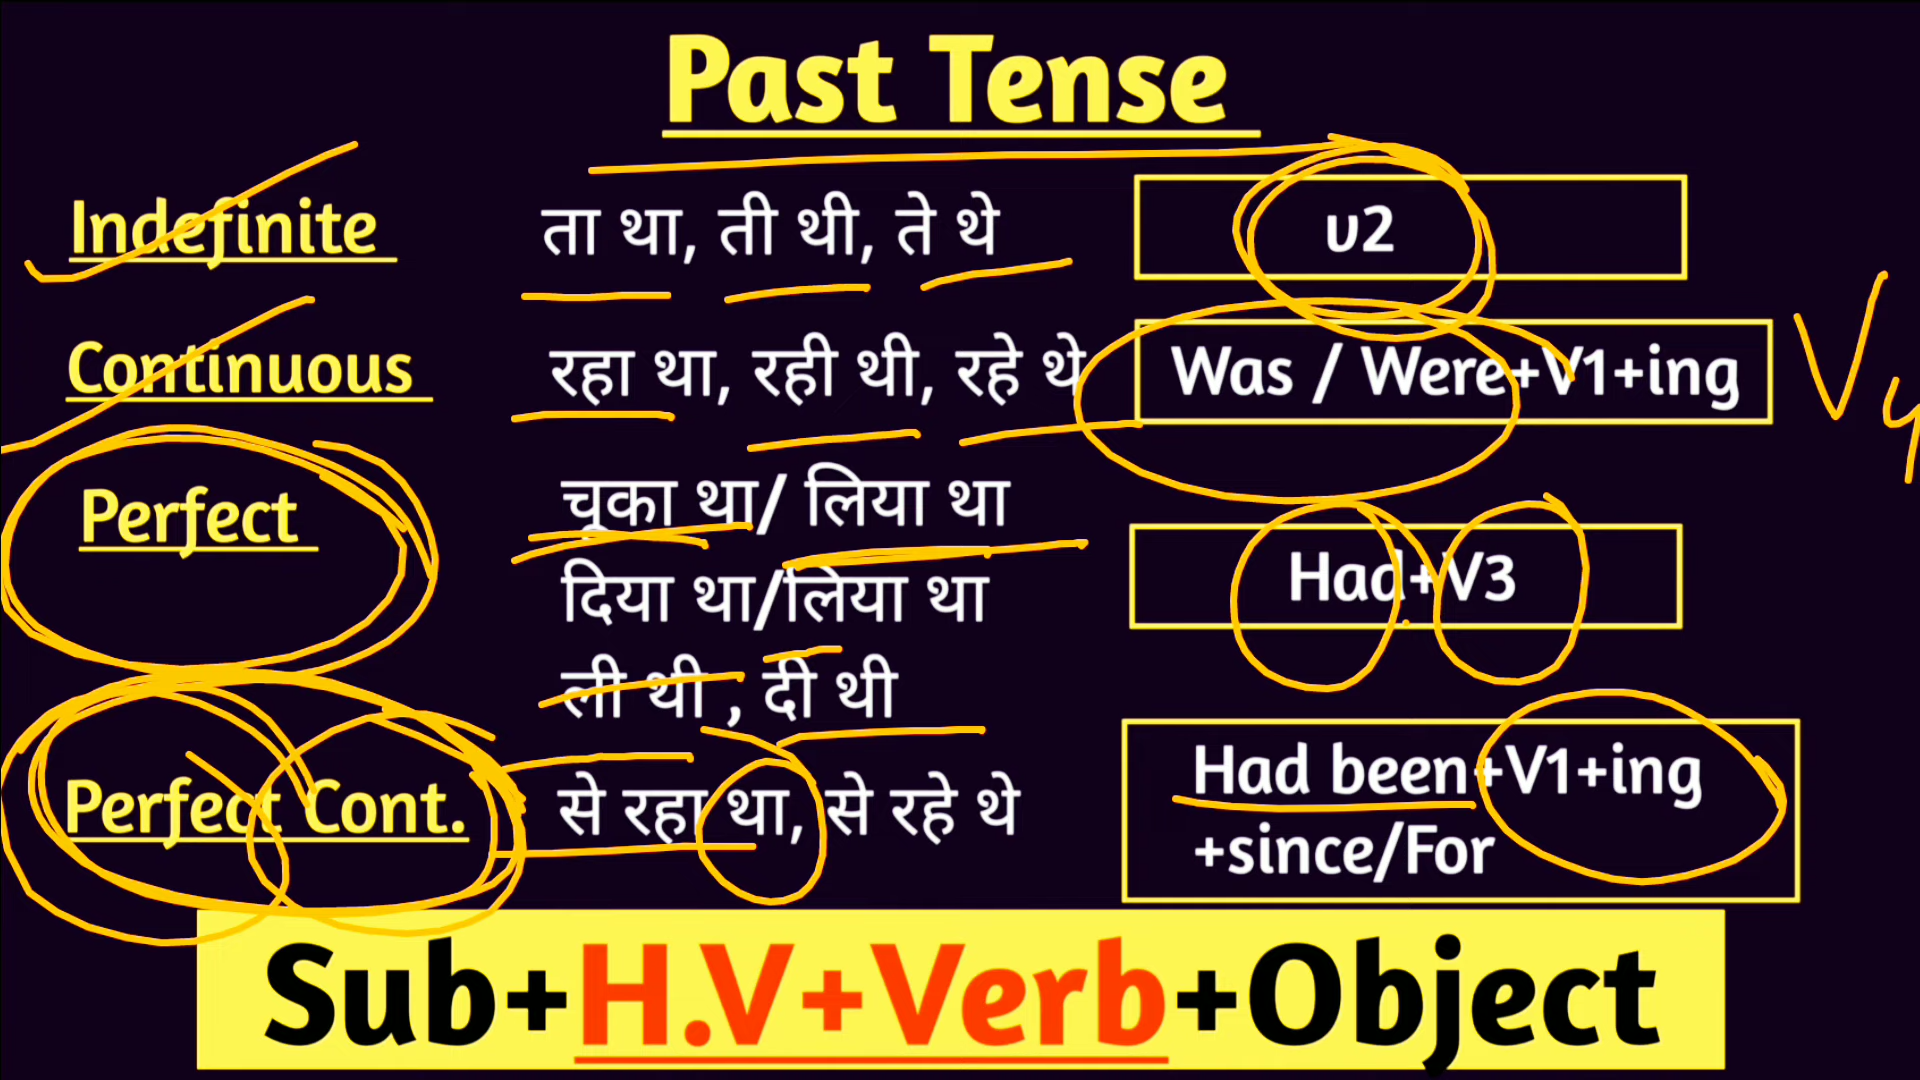 Past Tense
Indefinite ता था, ती थी, ते थे υ2
Continuous रहा था, रही थी, रहे थे Was / Were+V1+ing V4
Perfect चूका था/ लिया था Had+V3
दिया था/लिया था
ली थी , दी थी
Perfect Cont. से रहा था, से रहे थे Had been+V1+ing
+since/For
Sub+H.V+Verb+Object